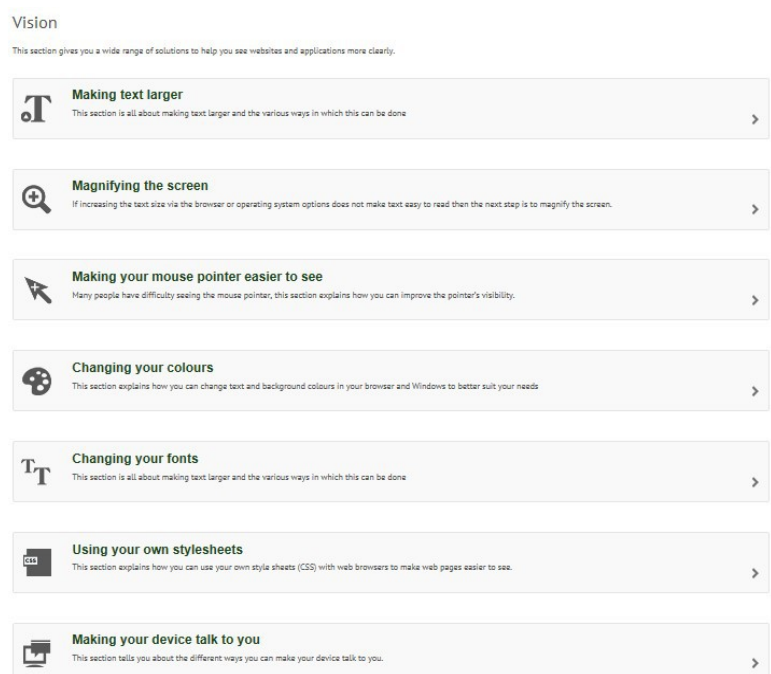 Vision
This section gives you a wide range of solutions to help you see websites and applications more clearly.
Making text larger
This section is all about making text larger and the various ways in which this can be done
Magnifying the screen
If increasing the text size via the browser or operating system options does not make text easy to read then the next step is to magnify the screen.
Making your mouse pointer easier to see
Many people have difficulty seeing the mouse pointer, this section explains how you can improve the pointer's visibility.
Changing your colours
This section explains how you can change text and background colours in your browser and Windows to better suit your needs
Changing your fonts
This section is all about making text larger and the various ways in which this can be done
Using your own stylesheets
This section explains how you can use your own style sheets (CSS) with web browsers to make web pages easier to see.
Making your device talk to you
This section tells you about the different ways you can make your device talk to you.